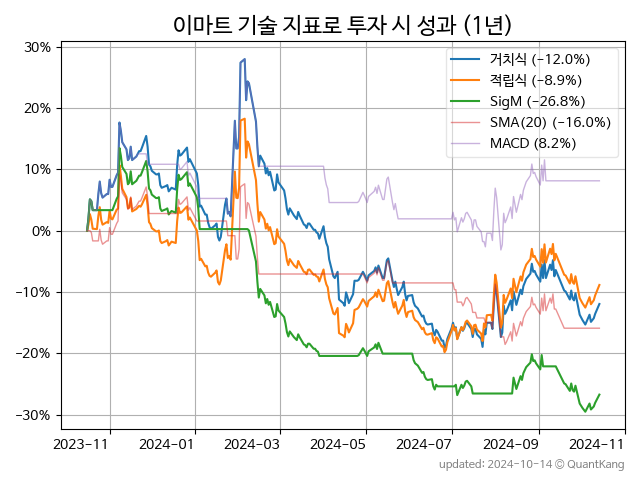 이마트 기술 지표로 투자 시 성과 (1년)
거치식 (−12.0%)
적립식 (−8.9%)
SigM (−26.8%)
SMA(20) (−16.0%)
MACD (8.2%)
30%
20%
10%
0%
−10%
−20%
−30%
2023-11 2024-01 2024-03 2024-05 2024-07 2024-09 2024-11
updated: 2024-10-14 © QuantKang